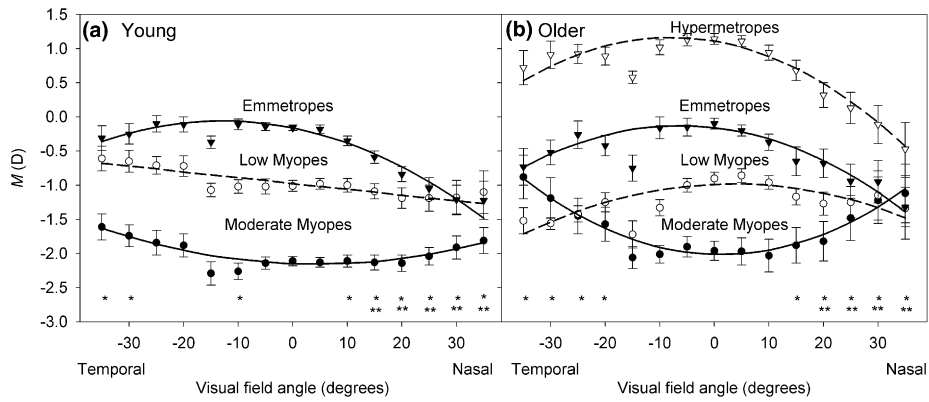 (a) Young
(b) Older
Hypermetropes
Emmetropes
Emmetropes
Low Myopes
Low Myopes
Moderate Myopes
Moderate Myopes
M (D)
1.5
1.0
0.5
0.0
-0.5
-1.0
-1.5
-2.0
-2.5
-3.0
* * * * * * * * *
** ** ** ** **
* * * * * * * * *
** ** ** **
-30 -20 -10 0 10 20 30 -30 -20 -10 0 10 20 30
Temporal Nasal Temporal Nasal
Visual field angle (degrees) Visual field angle (degrees)